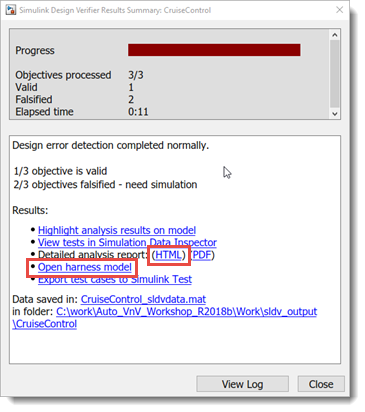 Simulink Design Verifier Results Summary: CruiseControl
Progress
Objectives processed 3/3
Valid 1
Falsified 2
Elapsed time 0:11
Design error detection completed normally.
1/3 objective is valid
2/3 objectives falsified - need simulation
Results:
• Highlight analysis results on model
• View tests in Simulation Data Inspector
• Detailed analysis report: (HTML) (PDF)
• Open harness model
• Export test cases to Simulink Test
Data saved in: CruiseControl_sldvdata.mat
in folder: C:\work\Auto_VnV_Workshop_R2018b\Work\sldv_output
\CruiseControl
View Log Close